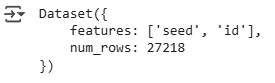 Dataset({
    features: ['seed', 'id'],
    num_rows: 27218
})